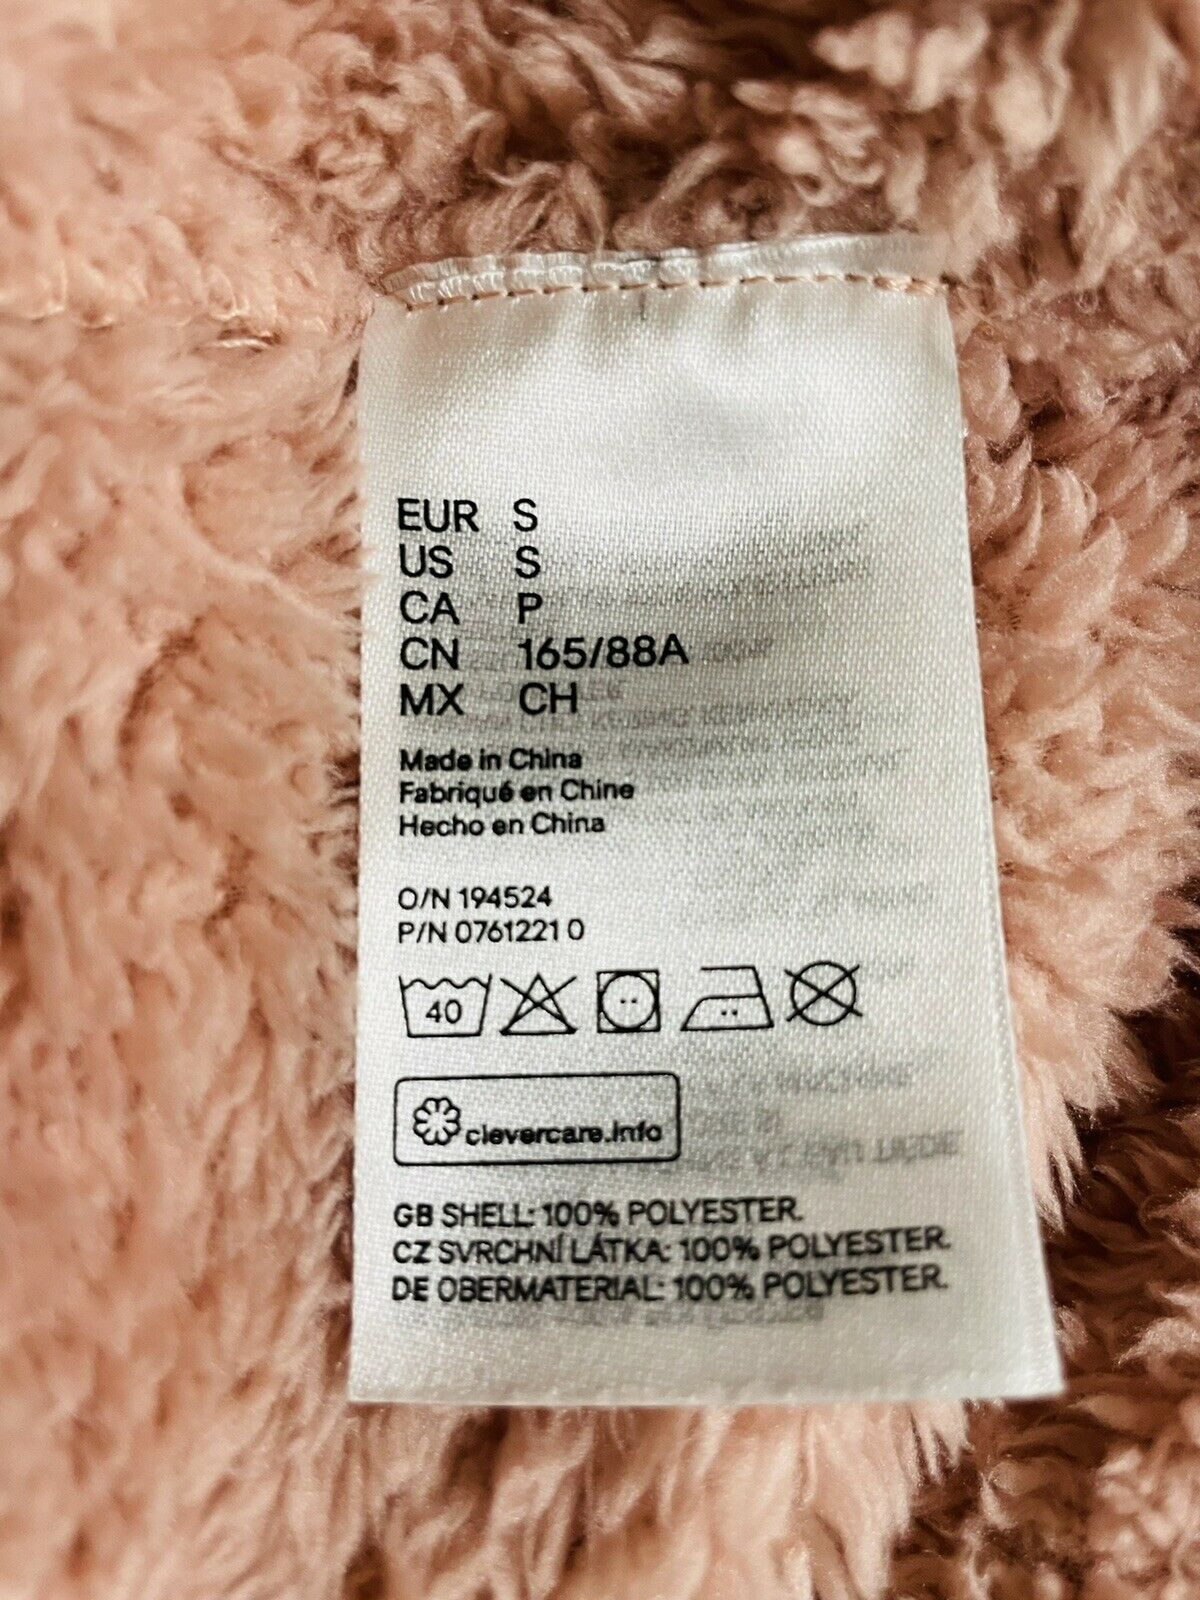 EUR S
US S
CA P
CN 165/88A
MX CH
Made in China
Fabriqué en Chine
Hecho en China
O/N 194524
P/N 0761221 0
40
clevercare.info
GB SHELL: 100% POLYESTER.
CZ SVRCHNÍ LÁTKA: 100% POLYESTER.
DE OBERMATERIAL: 100% POLYESTER.